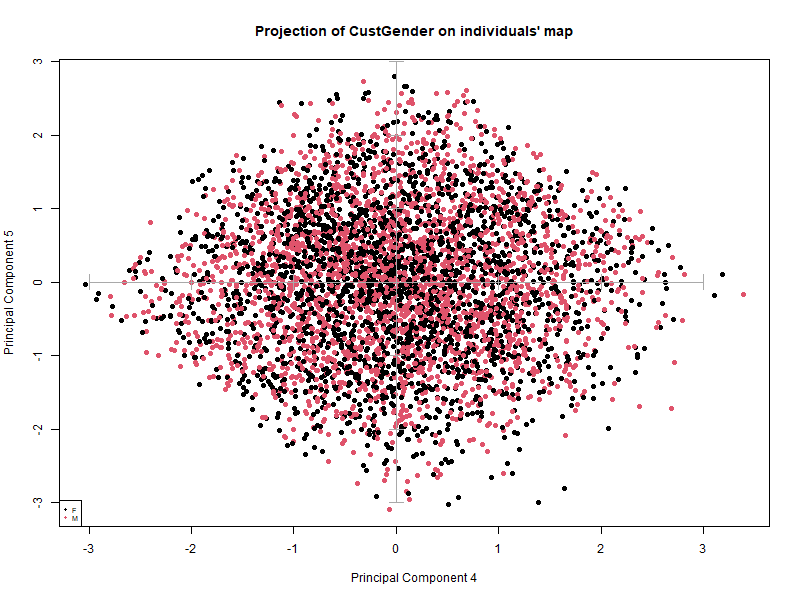 Projection of CustGender on individuals' map
Principal Component 5
3
2
1
0
-1
-2
-3
F
M
-3
-2
-1
0
1
2
3
Principal Component 4